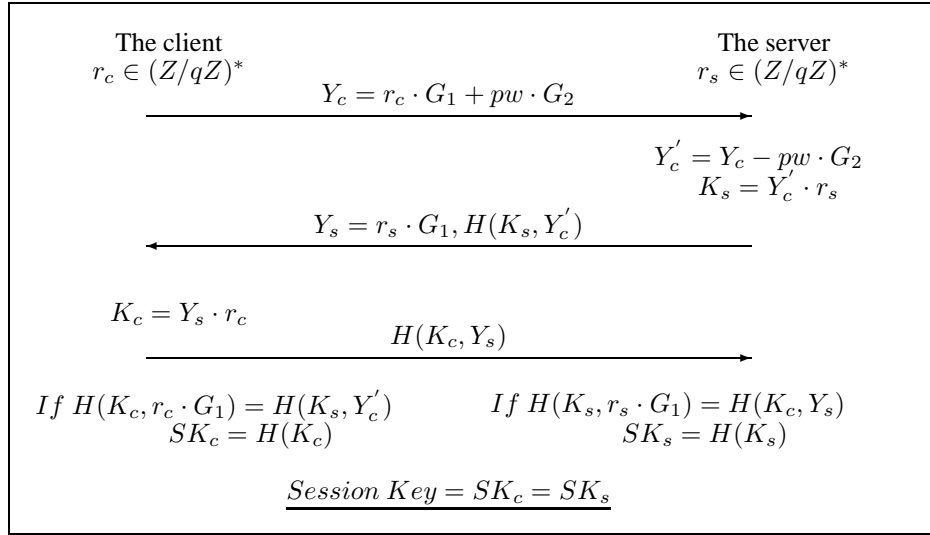 The client
The server
r_c ∈ (Z/qZ)*
r_s ∈ (Z/qZ)*
Y_c = r_c · G_1 + pw · G_2
Y_c' = Y_c − pw · G_2
K_s = Y_c' · r_s
Y_s = r_s · G_1, H(K_s, Y_c')
K_c = Y_s · r_c
H(K_c, Y_s)
If H(K_c, r_c · G_1) = H(K_s, Y_c')
If H(K_s, r_s · G_1) = H(K_c, Y_s)
SK_c = H(K_c)
SK_s = H(K_s)
Session Key = SK_c = SK_s